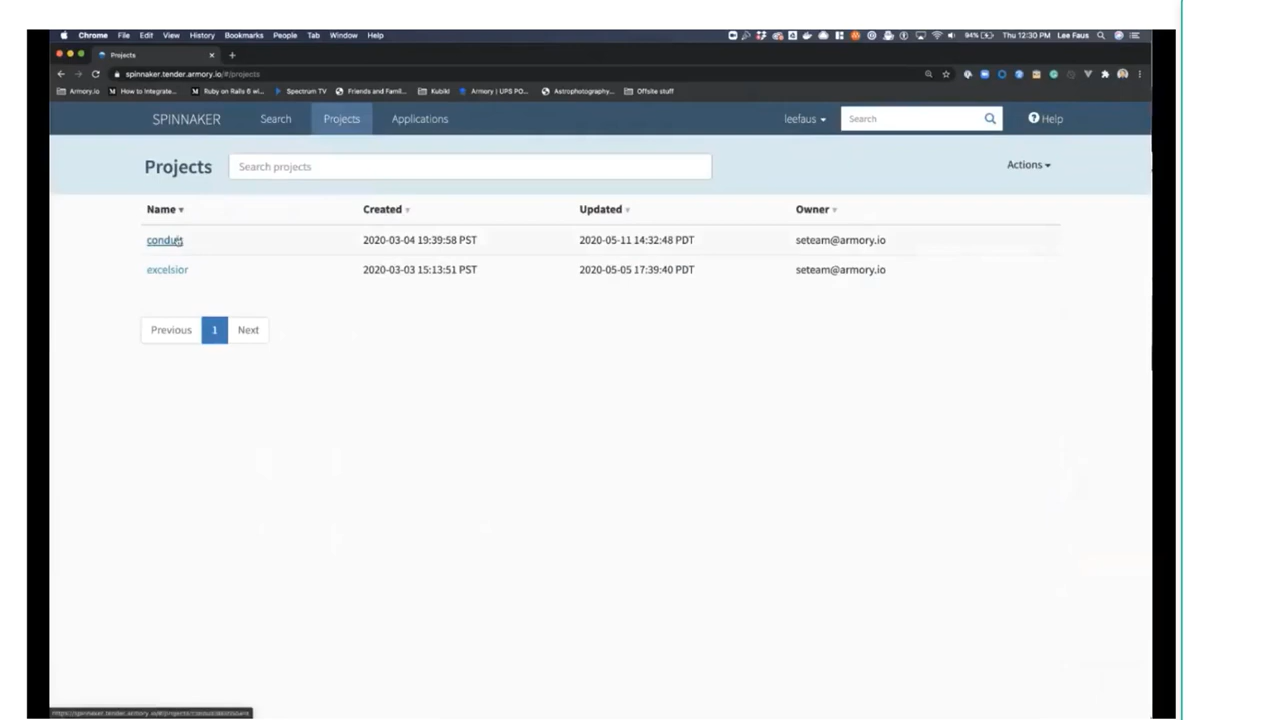 Chrome File Edit View History Bookmarks People Tab Window Help 94% Thu 12:30 PM Lee Faus
Projects
spinnaker.tender.armory.io/#/projects
Armory.io How to Integrate... Ruby on Rails 6 wi... Spectrum TV Friends and Famil... Kubiki Armory | UPS PO... Astrophotography... Offsite stuff
SPINNAKER Search Projects Applications leefaus Search Help
Projects Search projects Actions
Name Created Updated Owner
conduit 2020-03-04 19:39:58 PST 2020-05-11 14:32:48 PDT seteam@armory.io
excelsior 2020-03-03 15:13:51 PST 2020-05-05 17:39:40 PDT seteam@armory.io
Previous 1 Next